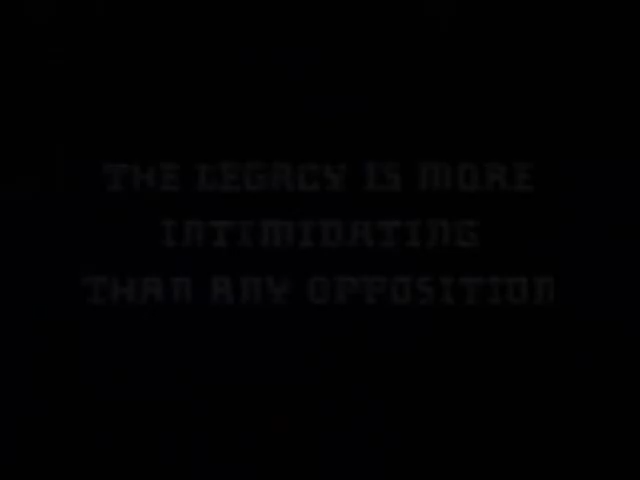 THE LEGACY IS MORE
INTIMIDATING
THAN ANY OPPOSITION